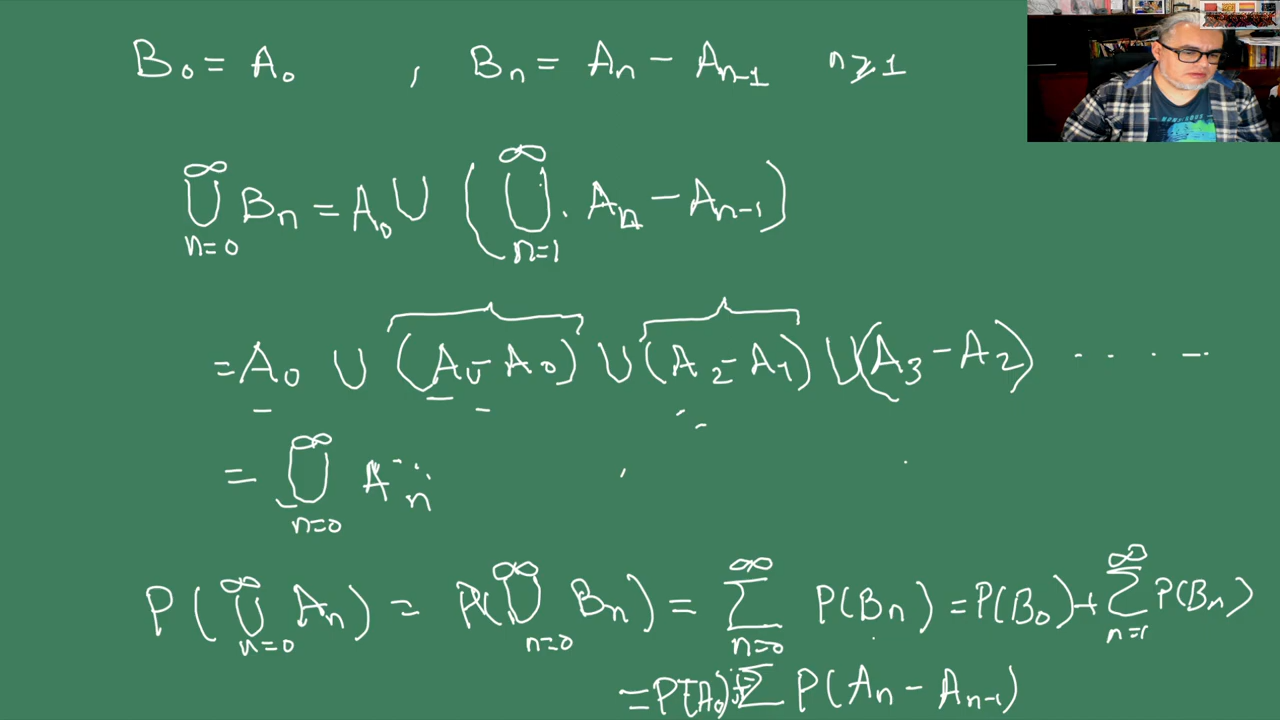 B₀ = A₀ , Bₙ = Aₙ − Aₙ₋₁ n ≥ 1
∞ ⋃ n=0 Bₙ = A₀ ∪ ( ∞ ⋃ n=1 Aₙ − Aₙ₋₁ )
= A₀ ∪ (A₁ − A₀) ∪ (A₂ − A₁) ∪ (A₃ − A₂) ......
= ∞ ⋃ n=0 Aₙ
P( ∞ ⋃ n=0 Aₙ ) = P( ∞ ⋃ n=0 Bₙ ) = ∞ ∑ n=0 P(Bₙ) = P(B₀) + ∞ ∑ n=1 P(Bₙ)
= P(A₀) + ∑ P(Aₙ − Aₙ₋₁)